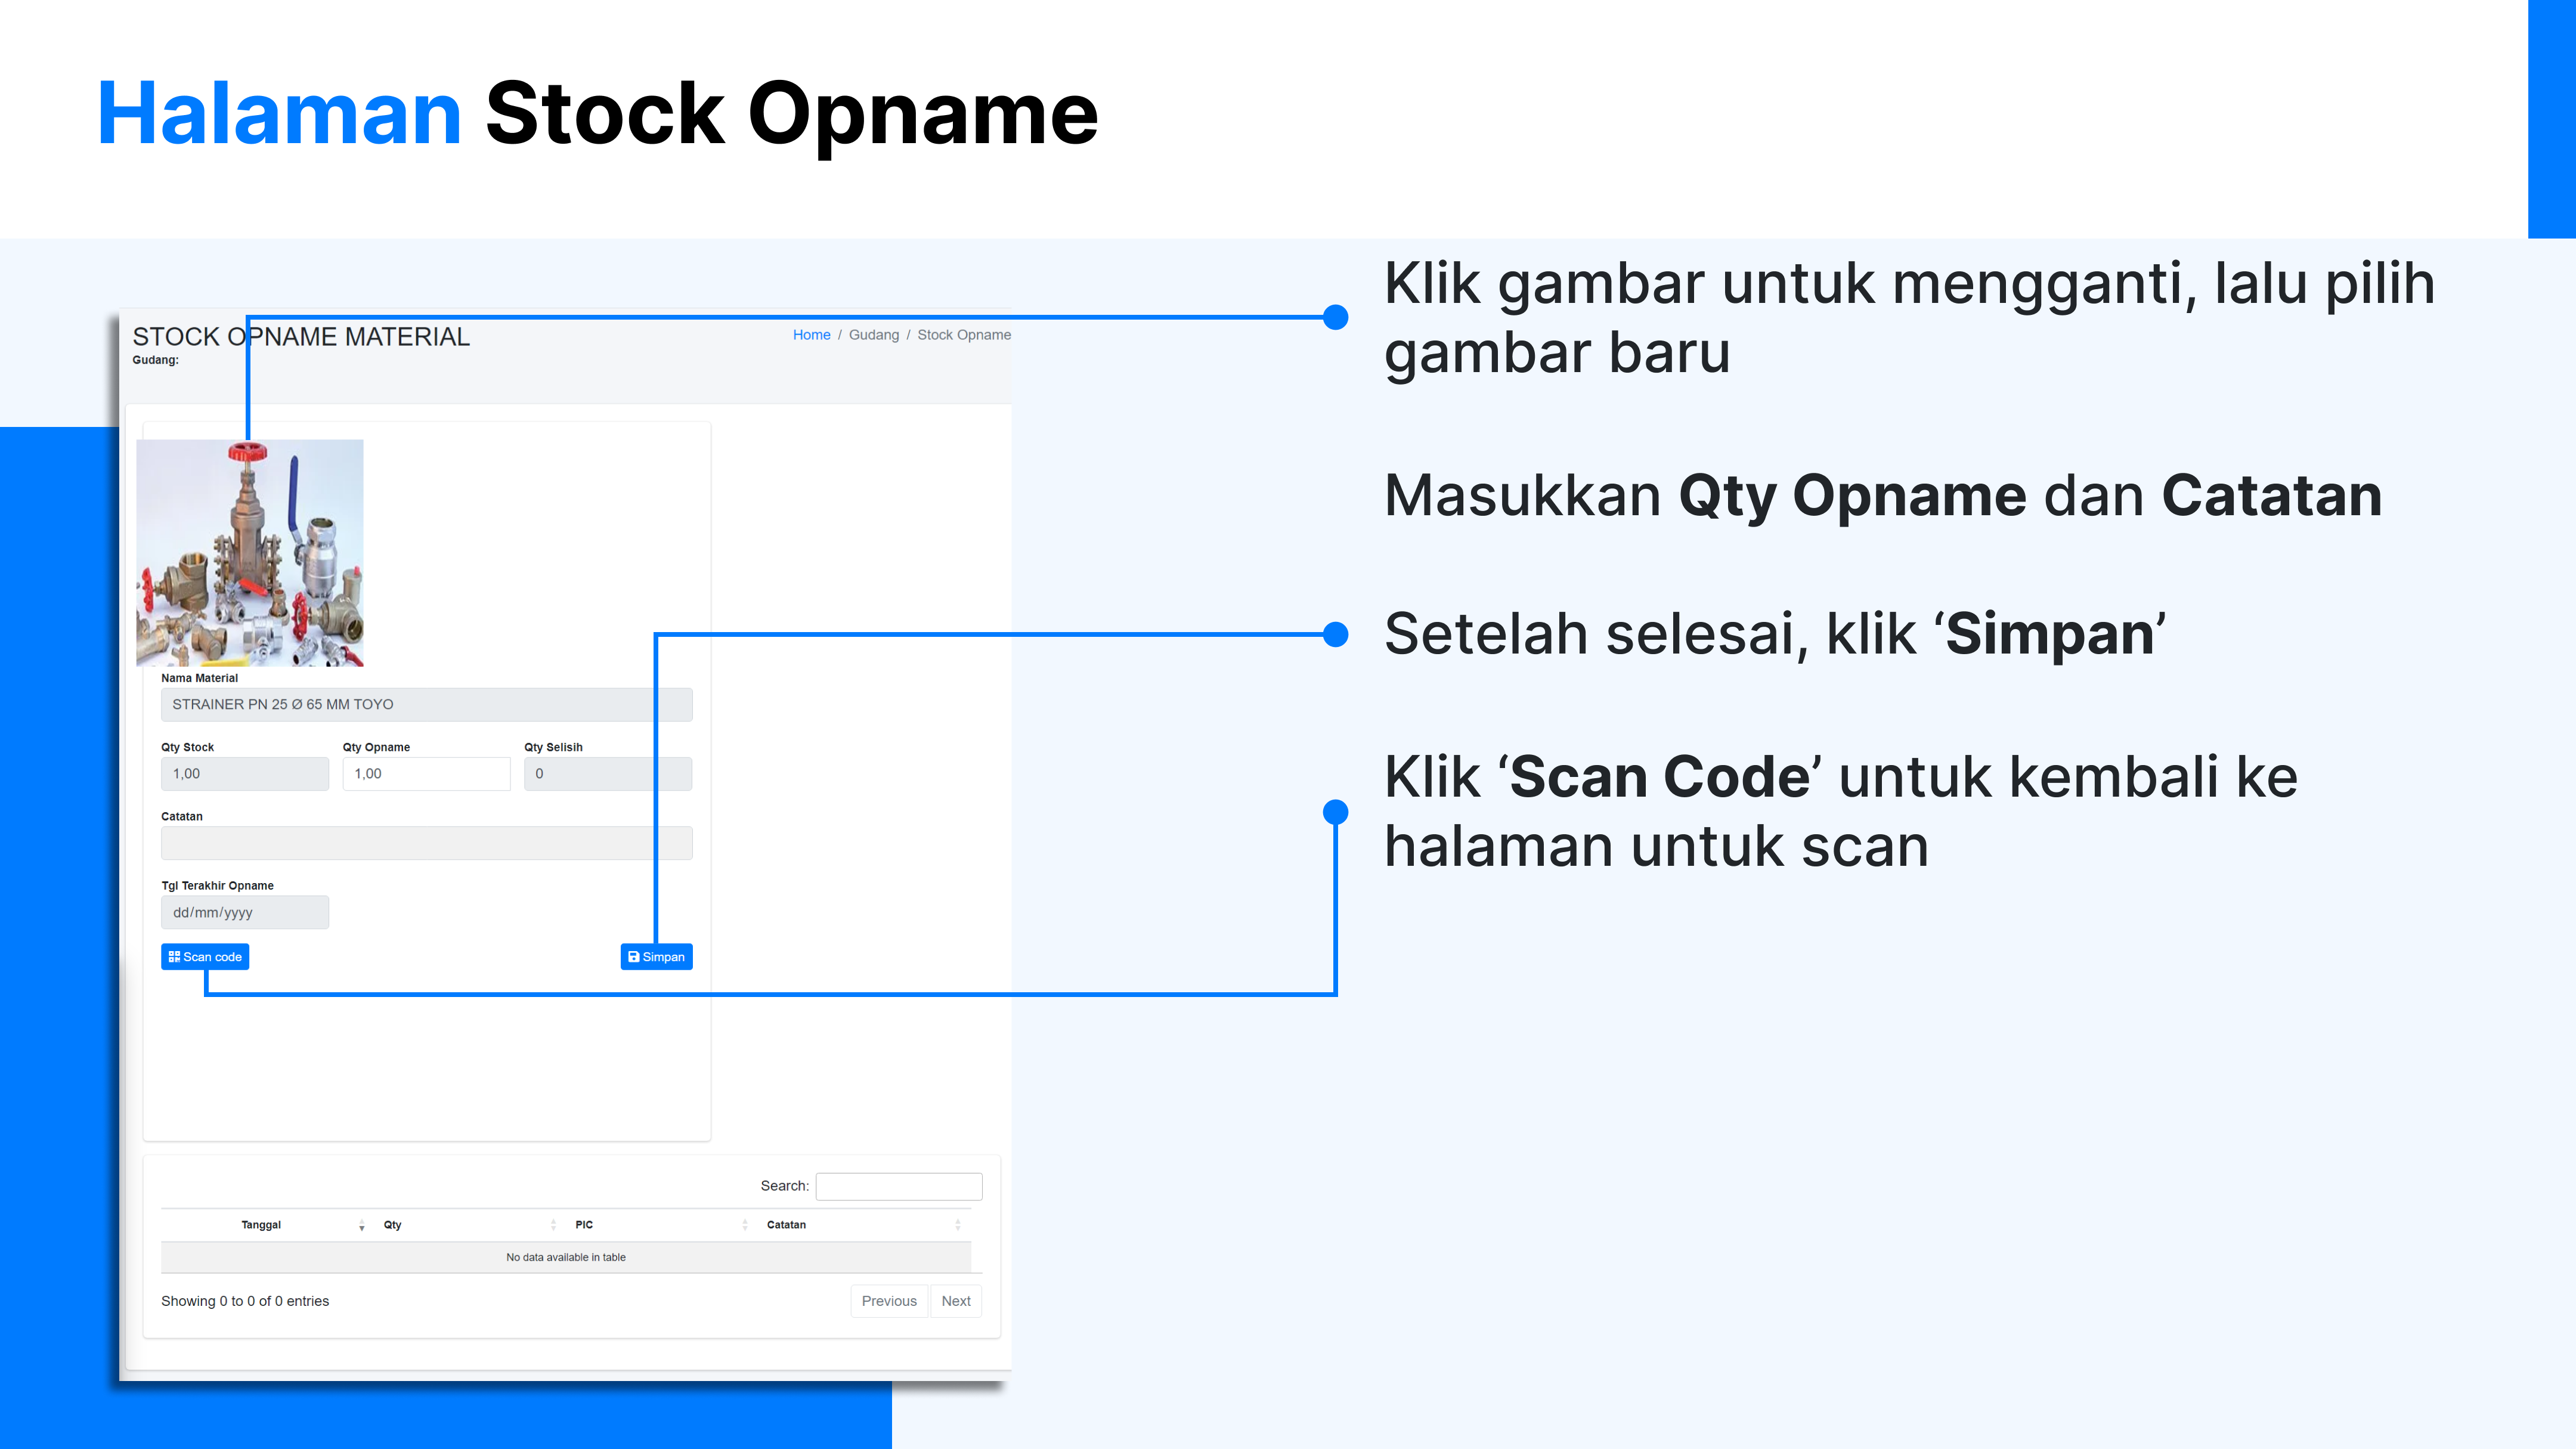 Halaman Stock Opname
STOCK OPNAME MATERIAL
Home / Gudang / Stock Opname
Gudang:
Nama Material
STRAINER PN 25 Ø 65 MM TOYO
Qty Stock Qty Opname Qty Selisih
1,00 1,00 0
Catatan
Tgl Terakhir Opname
dd/mm/yyyy
Scan code Simpan
Search:
Tanggal Qty PIC Catatan
No data available in table
Showing 0 to 0 of 0 entries
Previous Next
Klik gambar untuk mengganti, lalu pilih
gambar baru
Masukkan Qty Opname dan Catatan
Setelah selesai, klik ‘Simpan’
Klik ‘Scan Code’ untuk kembali ke
halaman untuk scan